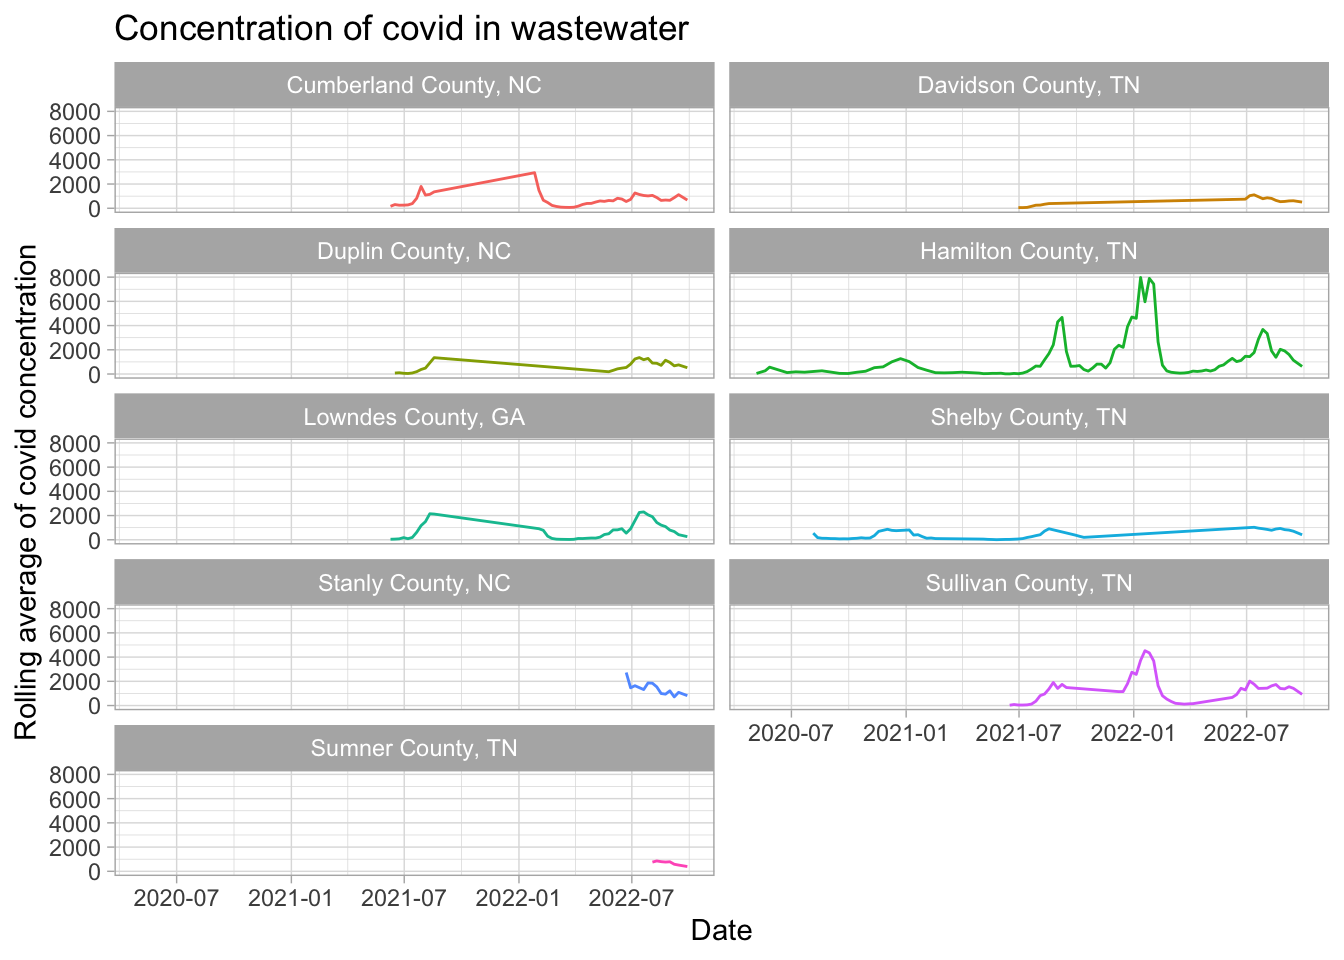 Concentration of covid in wastewater
Cumberland County, NC
Davidson County, TN
8000
6000
4000
2000
0
Duplin County, NC
Hamilton County, TN
8000
6000
4000
2000
0
Lowndes County, GA
Shelby County, TN
8000
6000
4000
2000
0
Stanly County, NC
Sullivan County, TN
8000
6000
4000
2000
0
2020-07 2021-01 2021-07 2022-01 2022-07
Sumner County, TN
8000
6000
4000
2000
0
2020-07 2021-01 2021-07 2022-01 2022-07
Rolling average of covid concentration
Date